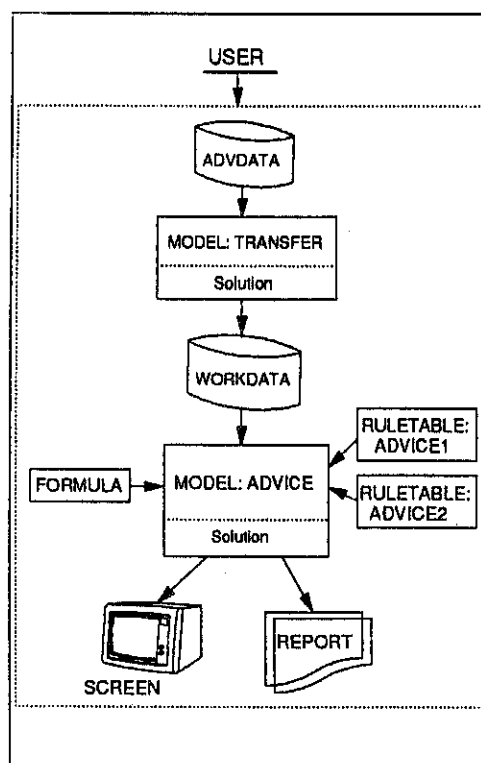 USER
ADVDATA
MODEL: TRANSFER
Solution
WORKDATA
RULETABLE:
ADVICE1
FORMULA
MODEL: ADVICE
RULETABLE:
ADVICE2
Solution
SCREEN
REPORT